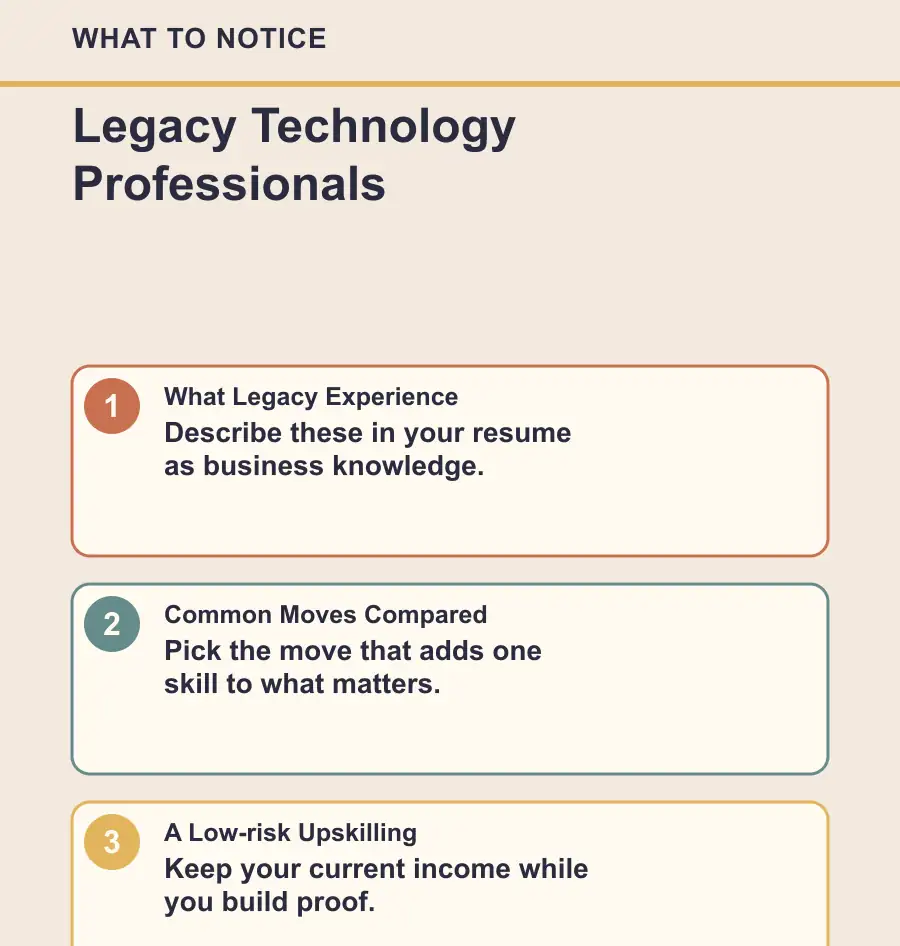 WHAT TO NOTICE
Legacy Technology
Professionals
1
What Legacy Experience
Describe these in your resume
as business knowledge.
2
Common Moves Compared
Pick the move that adds one
skill to what matters.
3
A Low-risk Upskilling
Keep your current income while
you build proof.